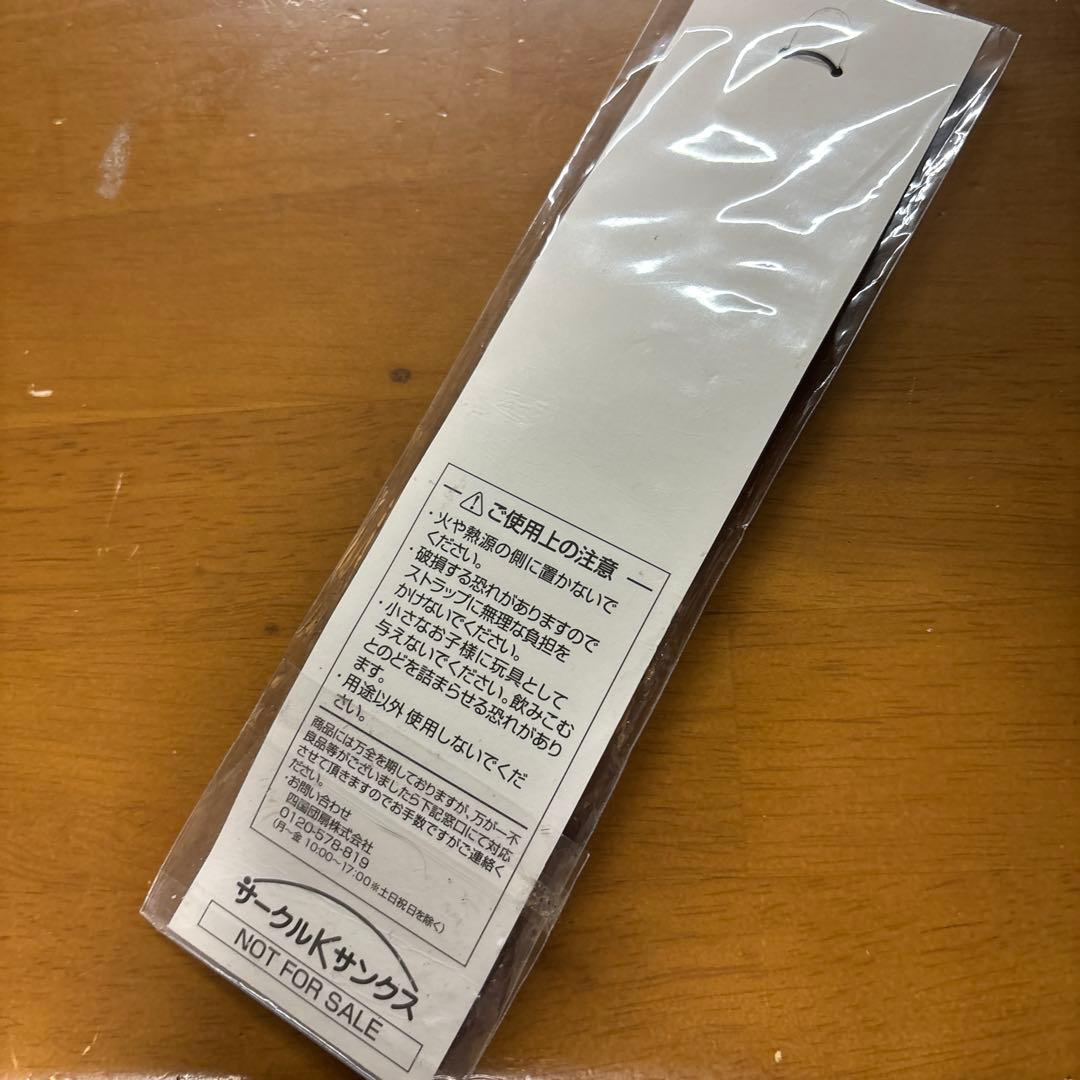 ご使用上の注意
・火や熱源の側に置かないで
ください。
・破損する恐れがありますので
ストラップに無理な負担を
かけないでください。
・小さなお子様に玩具として
与えないでください。飲みこむ
とのどを詰まらせる恐れがあり
ます。
・用途以外使用しないでくだ
さい。
商品には万全を期しておりますが、万が一不
良品等がございましたら下記窓口にて対応
させて頂きますのでお手数ですがご連絡く
ださい。
・お問い合わせ
四国団扇株式会社
0120-578-819
(月〜金 10:00〜17:00 ※土日祝日を除く)
サークルKサンクス
NOT FOR SALE